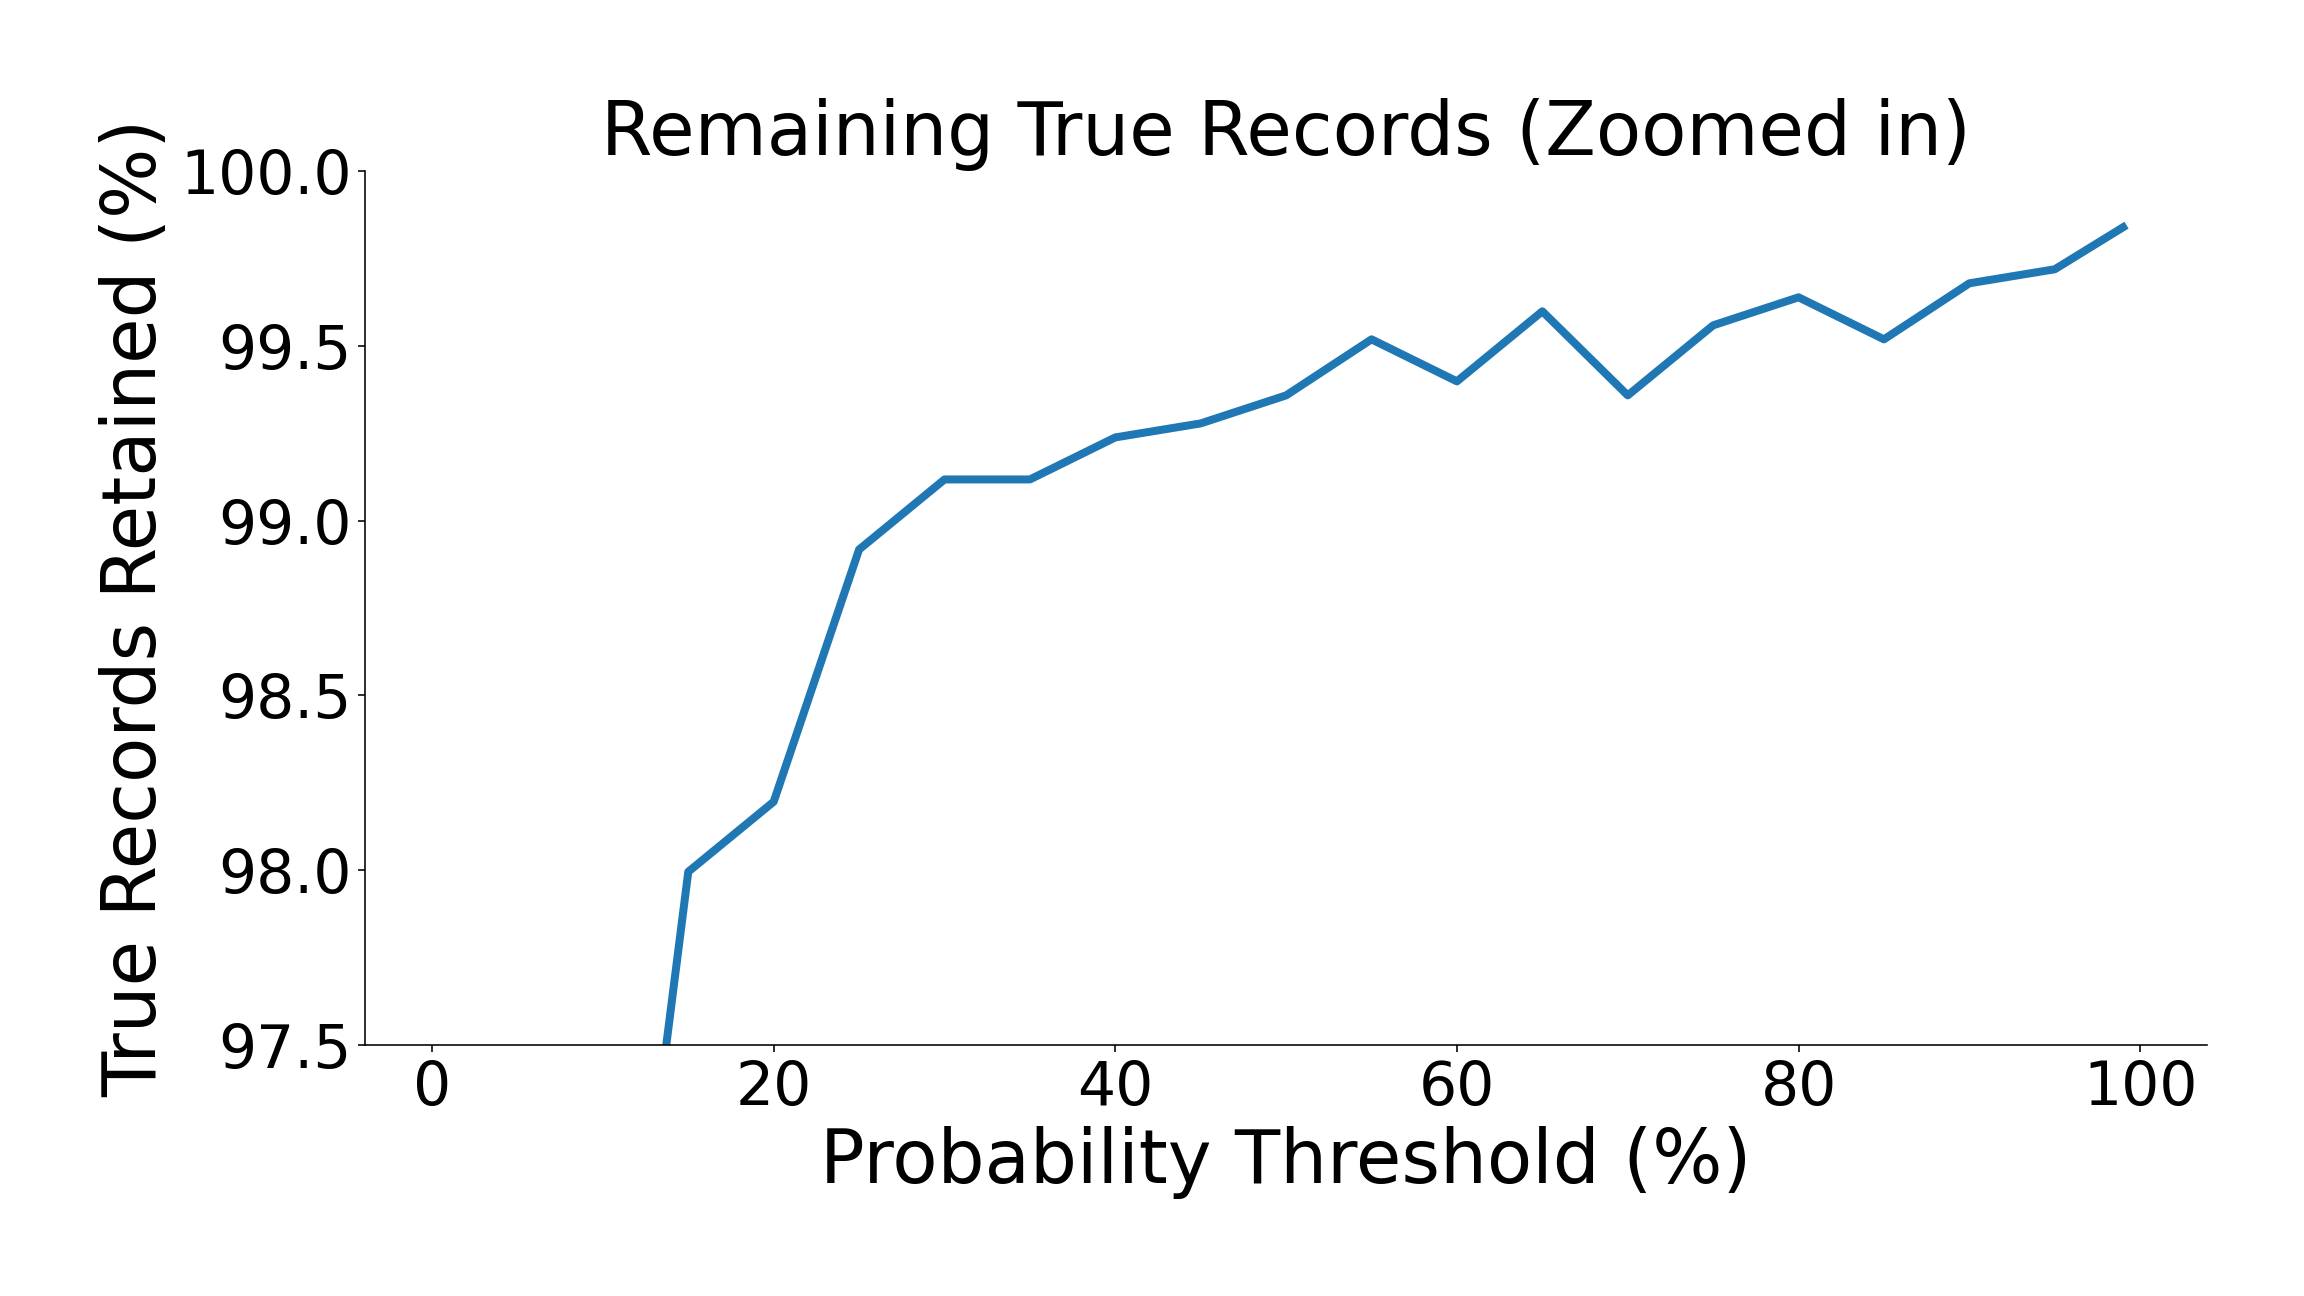 Remaining True Records (Zoomed in)
True Records Retained (%)
100.0
99.5
99.0
98.5
98.0
97.5
0 20 40 60 80 100
Probability Threshold (%)